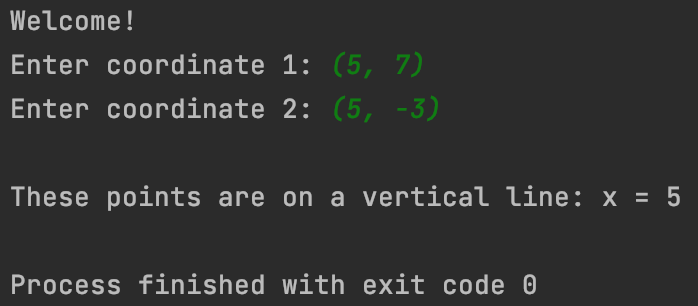 Welcome!
Enter coordinate 1: (5, 7)
Enter coordinate 2: (5, -3)
These points are on a vertical line: x = 5
Process finished with exit code 0